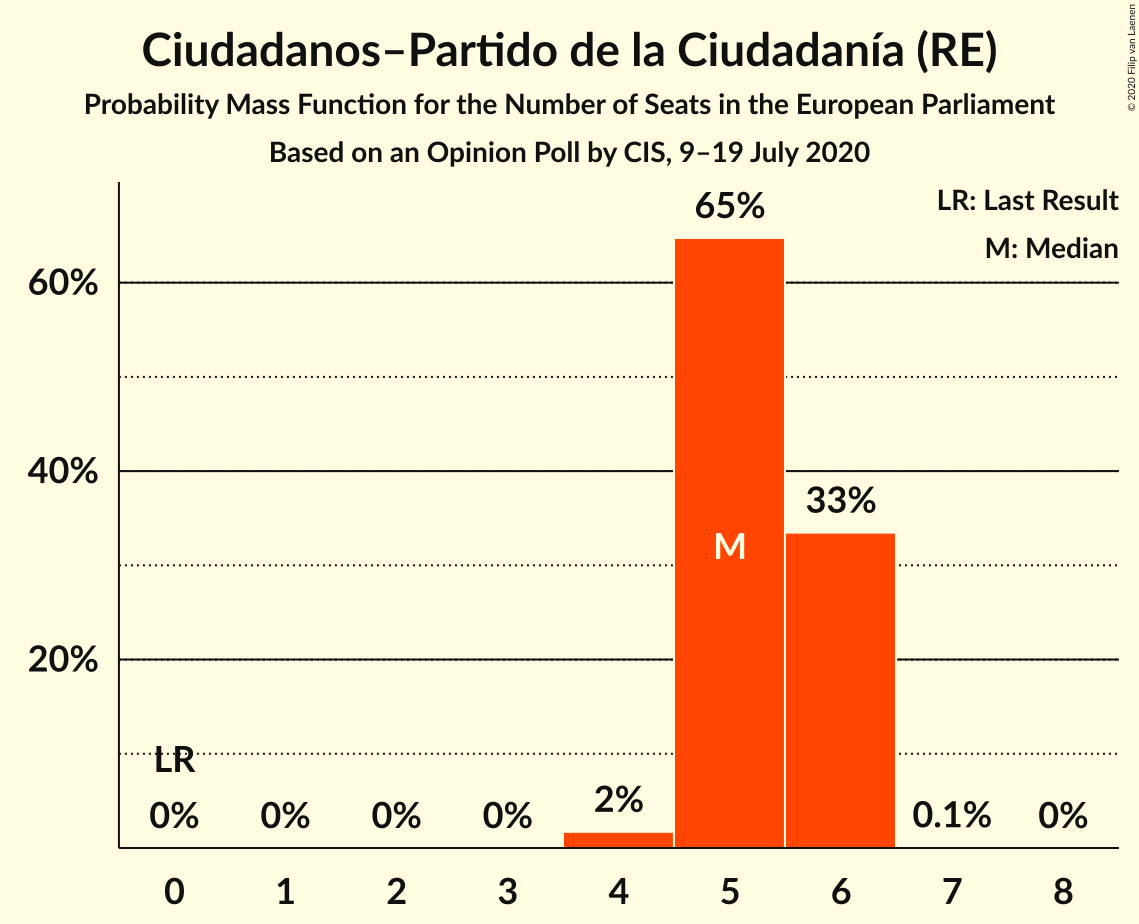 Ciudadanos–Partido de la Ciudadanía (RE)
Probability Mass Function for the Number of Seats in the European Parliament
Based on an Opinion Poll by CIS, 9–19 July 2020
© 2020 Filip van Laenen
LR: Last Result
M: Median
60%
40%
20%
65%
33%
M
LR
0%
0%
0%
0%
2%
0.1%
0%
0
1
2
3
4
5
6
7
8